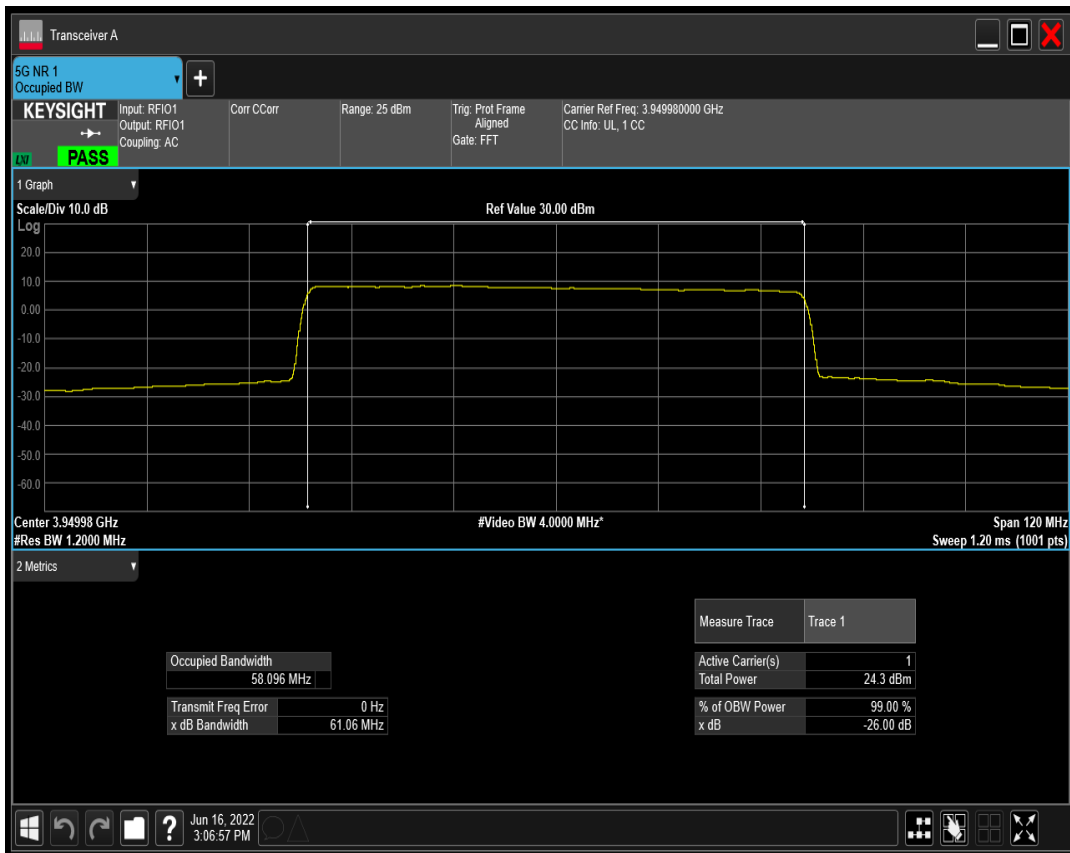 Transceiver A
5G NR 1
Occupied BW
KEYSIGHT
LXI
PASS
Input: RFIO1
Output: RFIO1
Coupling: AC
Corr CCorr
Range: 25 dBm
Trig: Prot Frame
Aligned
Gate: FFT
Carrier Ref Freq: 3.949980000 GHz
CC Info: UL, 1 CC
1 Graph
Scale/Div 10.0 dB
Ref Value 30.00 dBm
Log
20.0
10.0
0.00
-10.0
-20.0
-30.0
-40.0
-50.0
-60.0
Center 3.94998 GHz
#Video BW 4.0000 MHz*
Span 120 MHz
#Res BW 1.2000 MHz
Sweep 1.20 ms (1001 pts)
2 Metrics
Measure Trace Trace 1
Occupied Bandwidth
58.096 MHz
Active Carrier(s) 1
Total Power 24.3 dBm
Transmit Freq Error 0 Hz
x dB Bandwidth 61.06 MHz
% of OBW Power 99.00 %
x dB -26.00 dB
?
Jun 16, 2022
3:06:57 PM